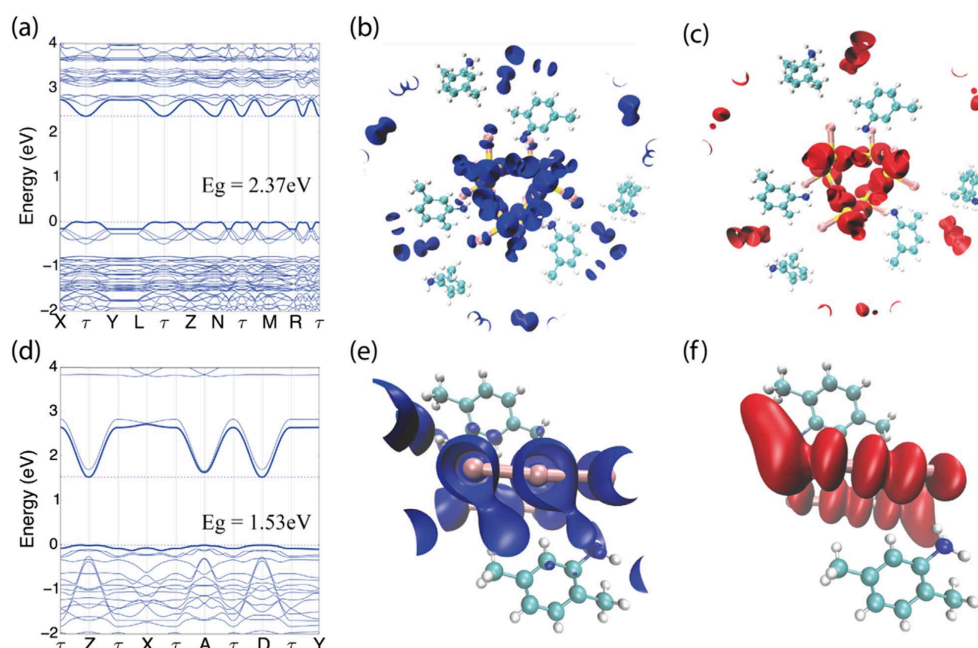 (a)
4
3
2
1
0
−1
−2
Energy (eV)
Eg = 2.37eV
X τ Y L τ Z N τ M R τ
(b)
(c)
(d)
4
3
2
1
0
−1
−2
Energy (eV)
Eg = 1.53eV
τ Z τ X τ A τ D τ Y
(e)
(f)